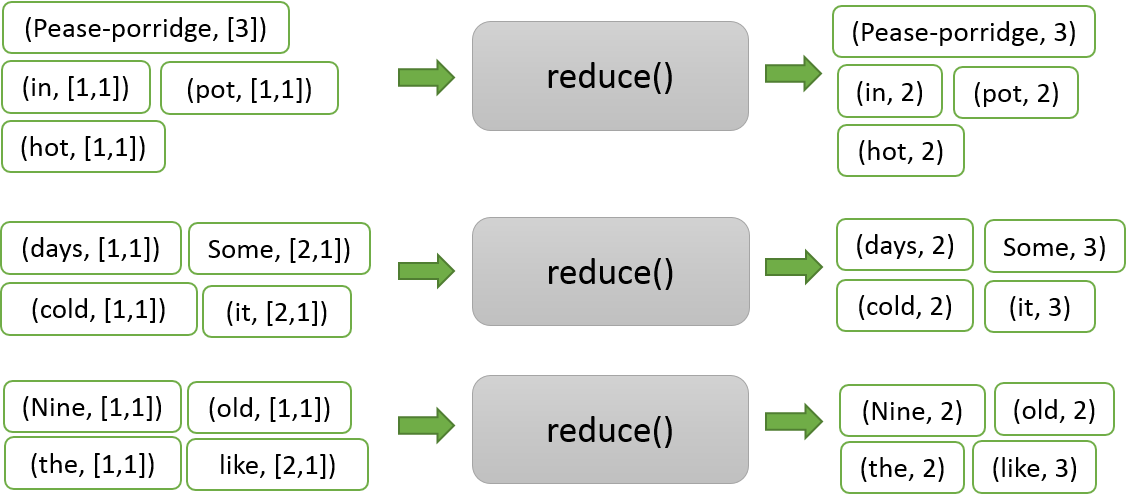 (Pease-porridge, [3])
(in, [1,1])
(pot, [1,1])
(hot, [1,1])
reduce()
(Pease-porridge, 3)
(in, 2)
(pot, 2)
(hot, 2)
(days, [1,1])
Some, [2,1])
(cold, [1,1])
(it, [2,1])
reduce()
(days, 2)
Some, 3)
(cold, 2)
(it, 3)
(Nine, [1,1])
(old, [1,1])
(the, [1,1])
like, [2,1])
reduce()
(Nine, 2)
(old, 2)
(the, 2)
(like, 3)